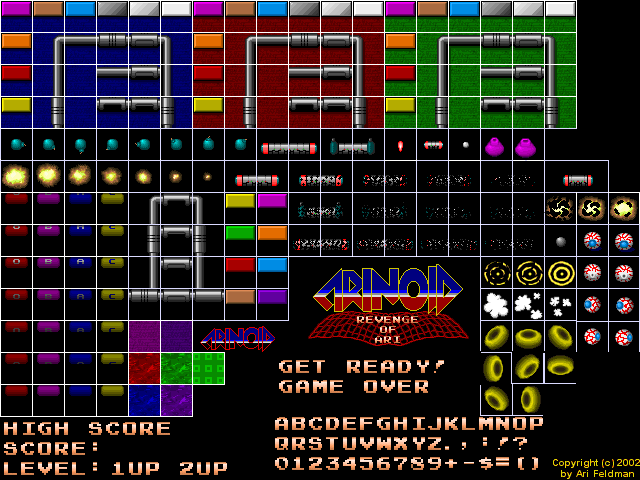 ARINOID
REVENGE
OF
ARI
ARINOID
GET READY!
GAME OVER
HIGH SCORE
SCORE:
LEVEL: 1UP 2UP
ABCDEFGHIJKLMNOP
QRSTUVWXYZ.,:!?
0123456789+-$=()
Copyright (c) 2002
by Ari Feldman